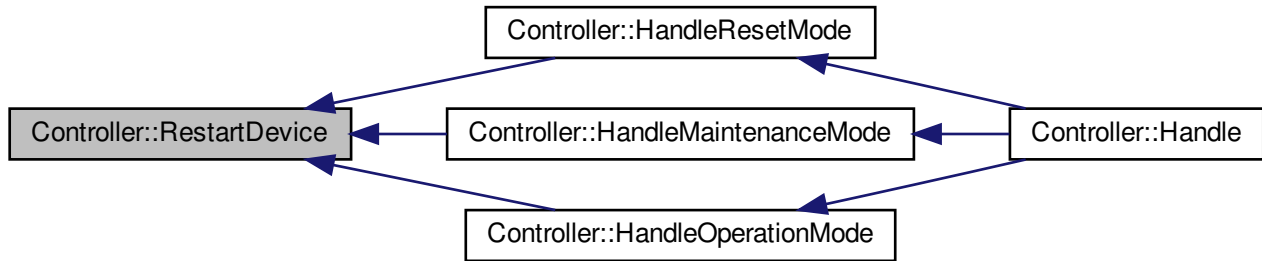 Controller::HandleResetMode
Controller::RestartDevice
Controller::HandleMaintenanceMode
Controller::Handle
Controller::HandleOperationMode